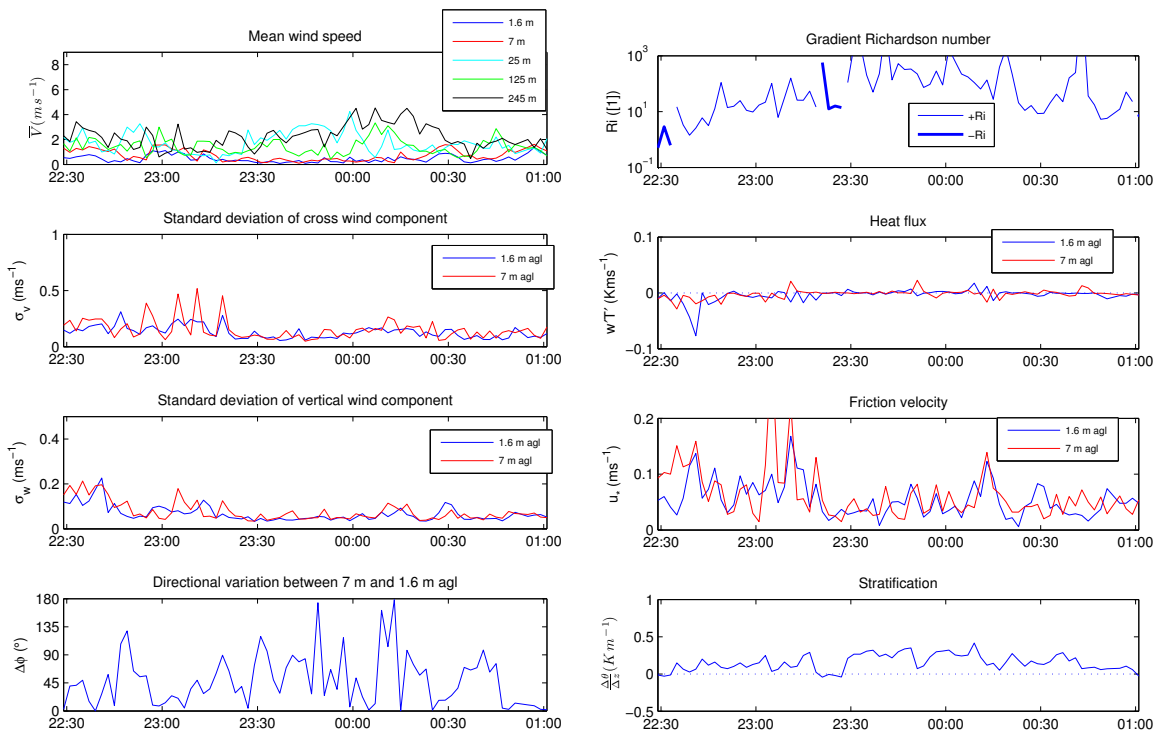 Mean wind speed
1.6 m
7 m
25 m
125 m
245 m
V(ms⁻¹)
8
6
4
2
0
22:30 23:00 23:30 00:00 00:30 01:00
Gradient Richardson number
Ri ([1])
10³
10¹
10⁻¹
+Ri
−Ri
22:30 23:00 23:30 00:00 00:30 01:00
Standard deviation of cross wind component
1.6 m agl
7 m agl
σᵥ (ms⁻¹)
1
0.5
0
22:30 23:00 23:30 00:00 00:30 01:00
Heat flux
1.6 m agl
7 m agl
w'T' (Kms⁻¹)
0.1
0
−0.1
22:30 23:00 23:30 00:00 00:30 01:00
Standard deviation of vertical wind component
1.6 m agl
7 m agl
σw (ms⁻¹)
0.4
0.2
0
22:30 23:00 23:30 00:00 00:30 01:00
Friction velocity
1.6 m agl
7 m agl
u* (ms⁻¹)
0.2
0.1
0
22:30 23:00 23:30 00:00 00:30 01:00
Directional variation between 7 m and 1.6 m agl
Δϕ (°)
180
135
90
45
0
22:30 23:00 23:30 00:00 00:30 01:00
Stratification
Δθ/Δz (K m⁻¹)
1
0.5
0
−0.5
22:30 23:00 23:30 00:00 00:30 01:00